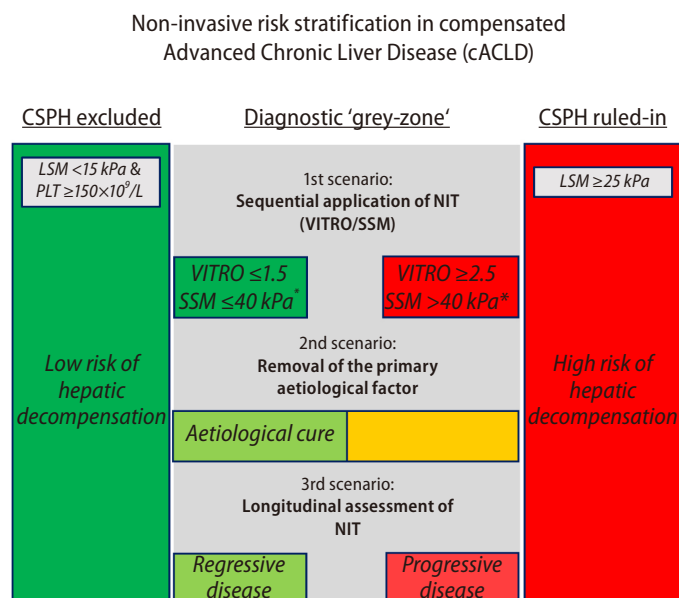 Non-invasive risk stratification in compensated
Advanced Chronic Liver Disease (cACLD)
CSPH excluded
Diagnostic ‘grey-zone‘
CSPH ruled-in
LSM <15 kPa &
PLT ≥150×10⁹/L
Low risk of
hepatic
decompensation
1st scenario:
Sequential application of NIT
(VITRO/SSM)
VITRO ≤1.5
SSM ≤40 kPa*
VITRO ≥2.5
SSM >40 kPa*
2nd scenario:
Removal of the primary
aetiological factor
Aetiological cure
3rd scenario:
Longitudinal assessment of
NIT
Regressive
disease
Progressive
disease
LSM ≥25 kPa
High risk of
hepatic
decompensation